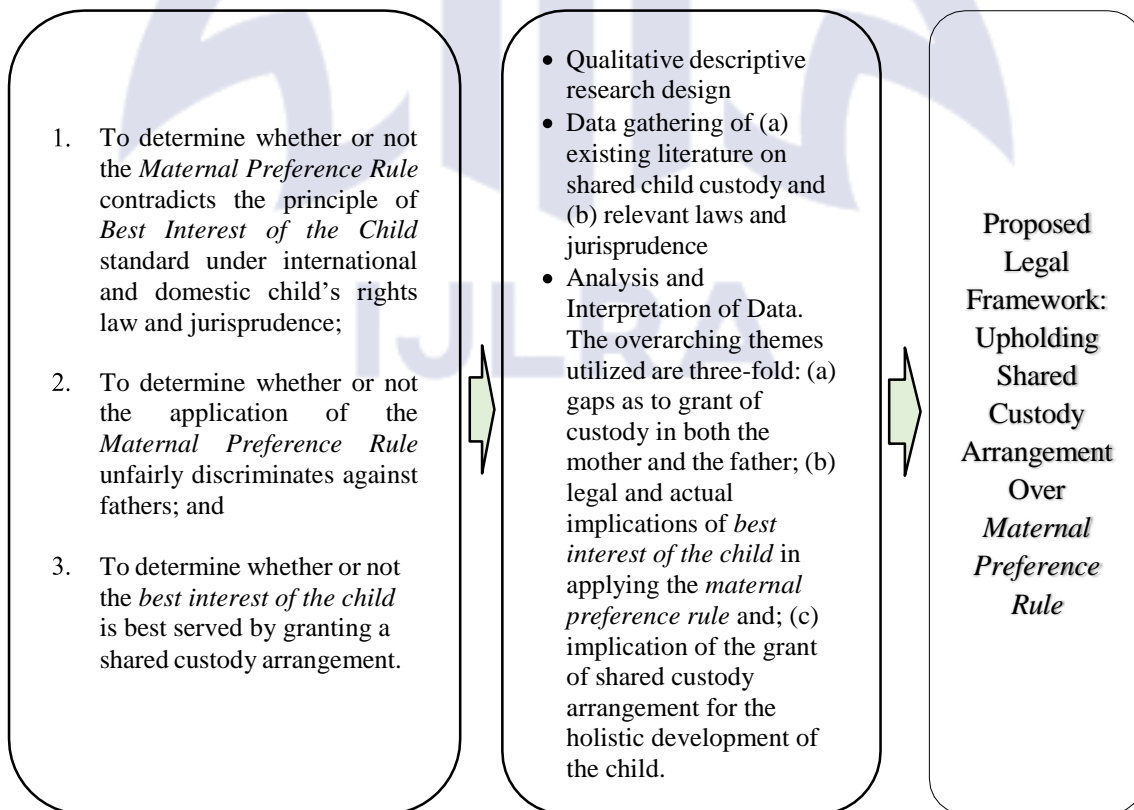 1. To determine whether or not
the Maternal Preference Rule
contradicts the principle of
Best Interest of the Child
standard under international
and domestic child’s rights
law and jurisprudence;
2. To determine whether or not
the application of the
Maternal Preference Rule
unfairly discriminates against
fathers; and
3. To determine whether or not
the best interest of the child
is best served by granting a
shared custody arrangement.
• Qualitative descriptive
research design
• Data gathering of (a)
existing literature on
shared child custody and
(b) relevant laws and
jurisprudence
• Analysis and
Interpretation of Data.
The overarching themes
utilized are three-fold: (a)
gaps as to grant of
custody in both the
mother and the father; (b)
legal and actual
implications of best
interest of the child in
applying the maternal
preference rule and; (c)
implication of the grant
of shared custody
arrangement for the
holistic development of
the child.
Proposed
Legal
Framework:
Upholding
Shared
Custody
Arrangement
Over
Maternal
Preference
Rule
IJLRA